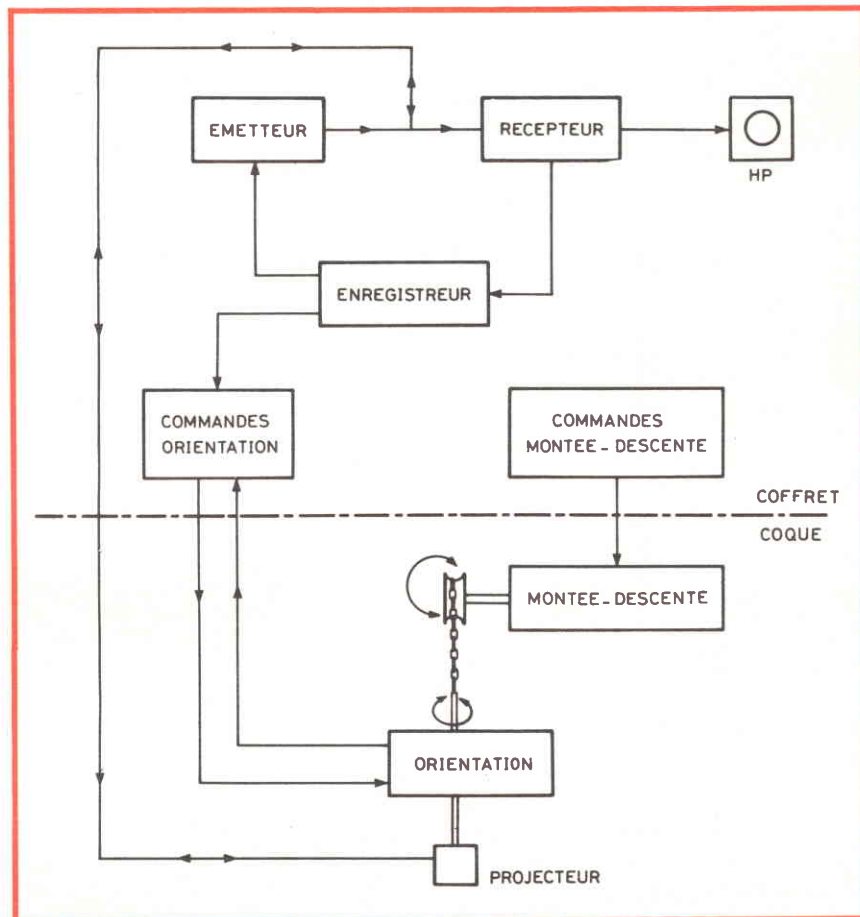 EMETTEUR
RECEPTEUR
HP
ENREGISTREUR
COMMANDES
ORIENTATION
COMMANDES
MONTEE-DESCENTE
COFFRET
COQUE
MONTEE-DESCENTE
ORIENTATION
PROJECTEUR